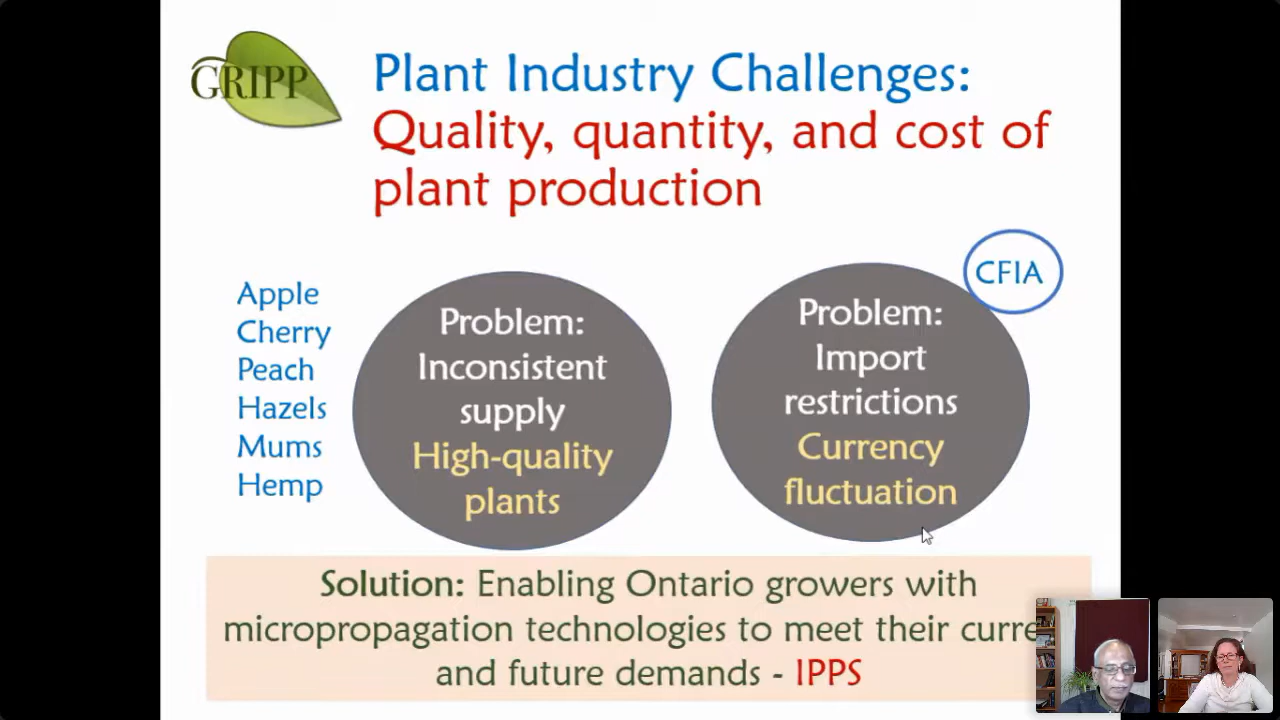 GRIPP
Plant Industry Challenges:
Quality, quantity, and cost of
plant production
CFIA
Apple
Cherry
Peach
Hazels
Mums
Hemp
Problem:
Inconsistent
supply
High-quality
plants
Problem:
Import
restrictions
Currency
fluctuation
Solution: Enabling Ontario growers with
micropropagation technologies to meet their curre
and future demands - IPPS